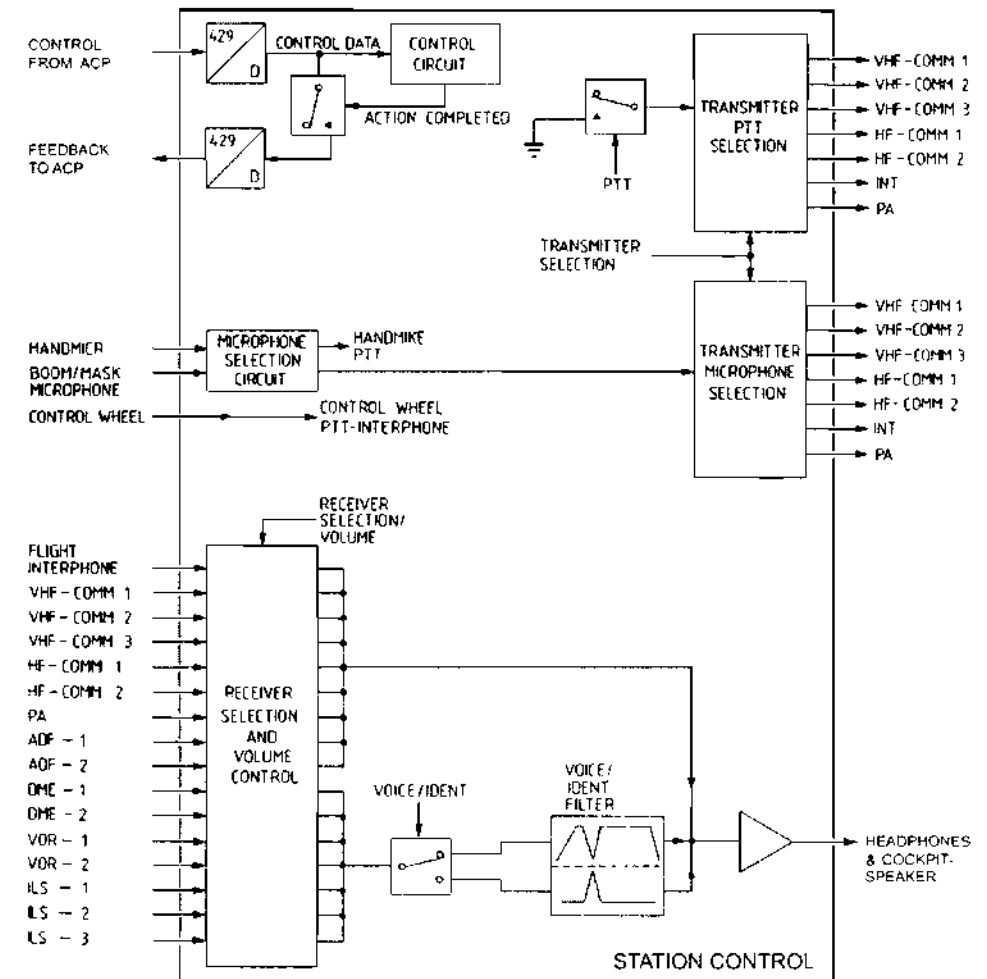 CONTROL
FROM ACP
429
D
CONTROL DATA
CONTROL
CIRCUIT
ACTION COMPLETED
FEEDBACK
TO ACP
429
D
PTT
TRANSMITTER
PTT
SELECTION
VHF-COMM 1
VHF-COMM 2
VHF-COMM 3
HF-COMM 1
HF-COMM 2
INT
PA
TRANSMITTER
SELECTION
HANDMIER
BOOM/MASK
MICROPHONE
CONTROL WHEEL
MICROPHONE
SELECTION
CIRCUIT
HANDMIKE
PTT
CONTROL WHEEL
PTT-INTERPHONE
TRANSMITTER
MICROPHONE
SELECTION
VHF-COMM 1
VHF-COMM 2
VHF-COMM 3
HF-COMM 1
HF-COMM 2
INT
PA
RECEIVER
SELECTION/
VOLUME
FLIGHT
INTERPHONE
VHF-COMM 1
VHF-COMM 2
VHF-COMM 3
HF-COMM 1
HF-COMM 2
PA
ADF - 1
ADF - 2
DME - 1
DME - 2
VOR - 1
VOR - 2
ILS - 1
ILS - 2
ILS - 3
RECEIVER
SELECTION
AND
VOLUME
CONTROL
VOICE/IDENT
VOICE/
IDENT
FILTER
HEADPHONES
& COCKPIT-
SPEAKER
STATION CONTROL